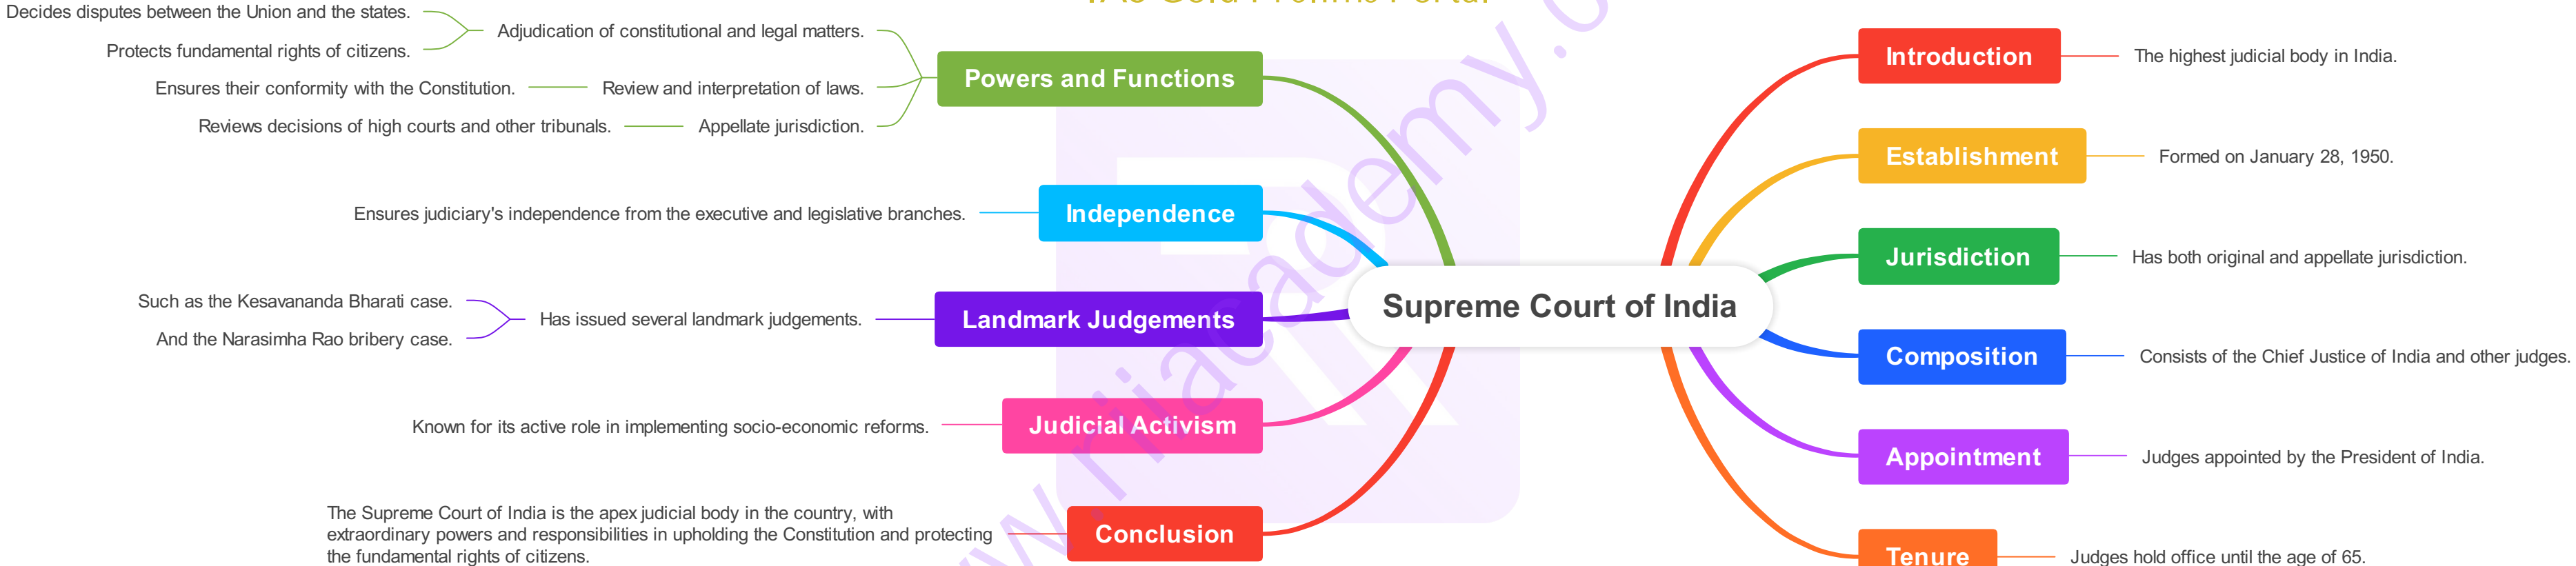 Supreme Court of India
Introduction
The highest judicial body in India.
Establishment
Formed on January 28, 1950.
Jurisdiction
Has both original and appellate jurisdiction.
Composition
Consists of the Chief Justice of India and other judges.
Appointment
Judges appointed by the President of India.
Tenure
Judges hold office until the age of 65.
Powers and Functions
Adjudication of constitutional and legal matters.
Decides disputes between the Union and the states.
Protects fundamental rights of citizens.
Review and interpretation of laws.
Ensures their conformity with the Constitution.
Appellate jurisdiction.
Reviews decisions of high courts and other tribunals.
Independence
Ensures judiciary's independence from the executive and legislative branches.
Landmark Judgements
Has issued several landmark judgements.
Such as the Kesavananda Bharati case.
And the Narasimha Rao bribery case.
Judicial Activism
Known for its active role in implementing socio-economic reforms.
Conclusion
The Supreme Court of India is the apex judicial body in the country, with
extraordinary powers and responsibilities in upholding the Constitution and protecting
the fundamental rights of citizens.